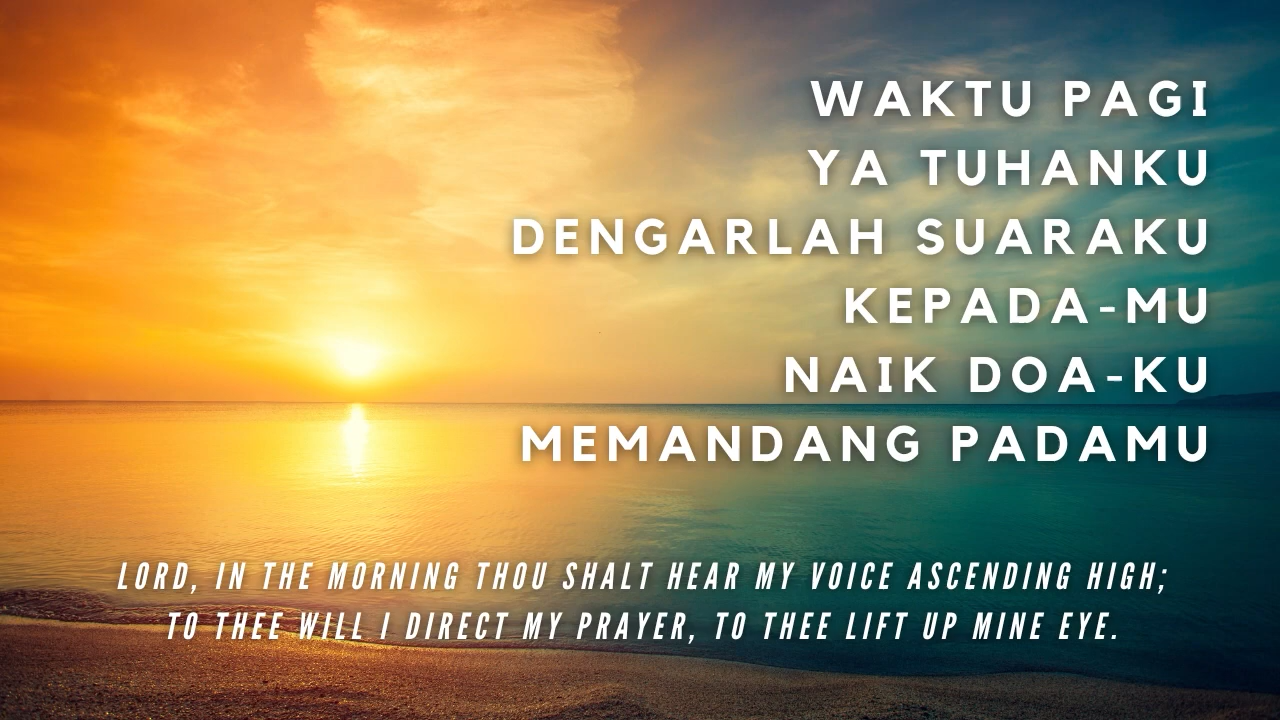 WAKTU PAGI
YA TUHANKU
DENGARLAH SUARAKU
KEPADA-MU
NAIK DOA-KU
MEMANDANG PADAMU
LORD, IN THE MORNING THOU SHALT HEAR MY VOICE ASCENDING HIGH;
TO THEE WILL I DIRECT MY PRAYER, TO THEE LIFT UP MINE EYE.